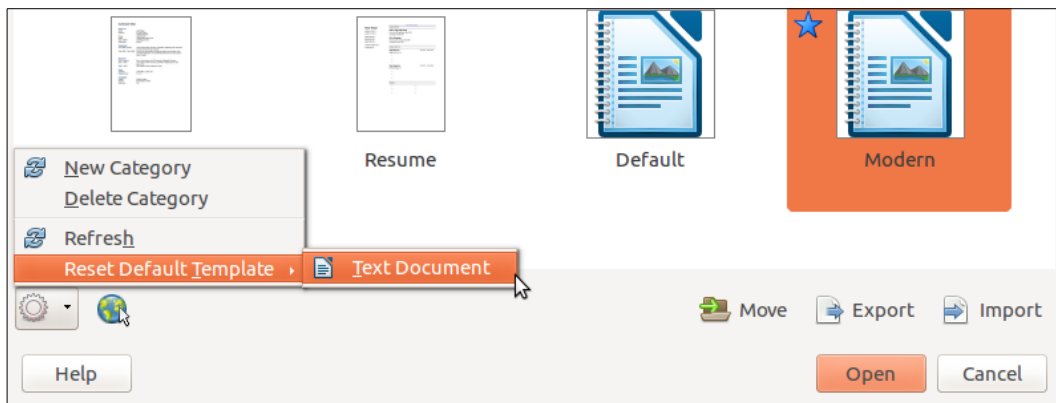 Resume
Default
Modern
New Category
Delete Category
Refresh
Reset Default Template
Text Document
Move
Export
Import
Help
Open
Cancel